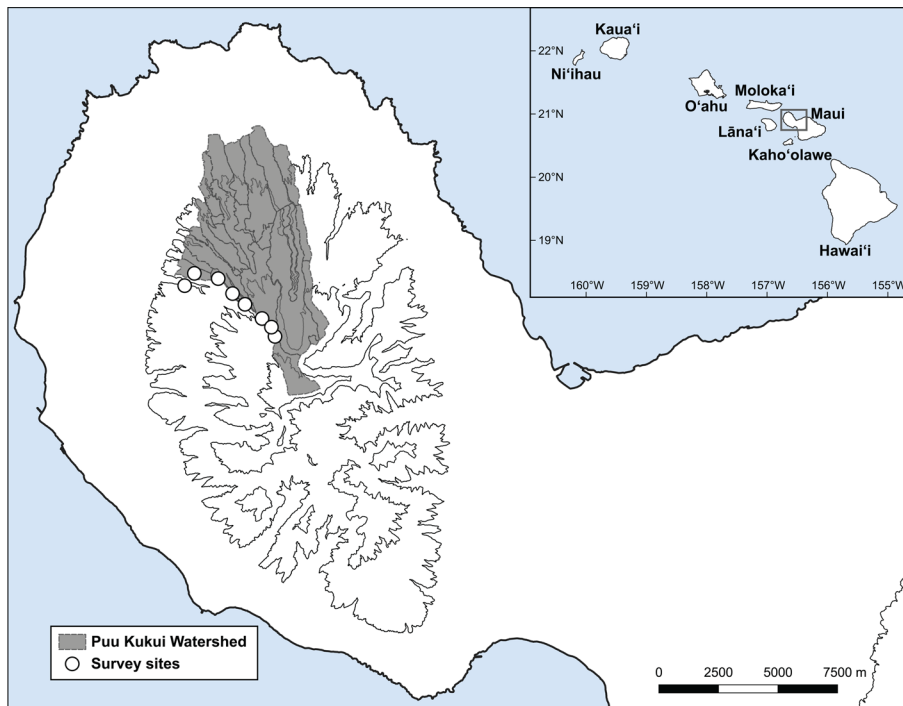 Kauaʻi
22°N
Niʻihau
Molokaʻi
Oʻahu
21°N
Maui
Lānaʻi
Kahoʻolawe
20°N
19°N
Hawaiʻi
160°W
159°W
158°W
157°W
156°W
155°W
Puu Kukui Watershed
Survey sites
0
2500
5000
7500 m